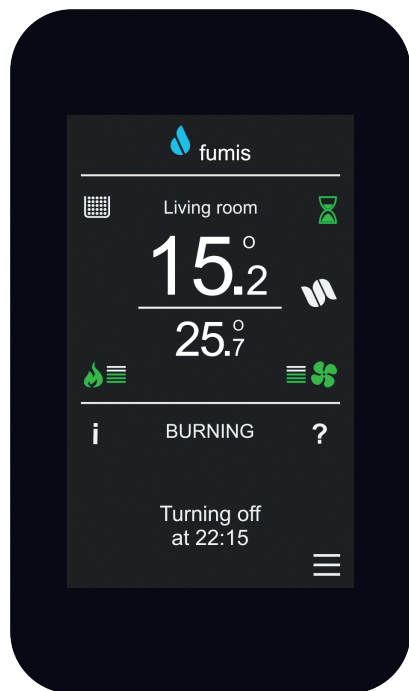 fumis
Living room
15.2°
25.7°
i BURNING ?
Turning off
at 22:15